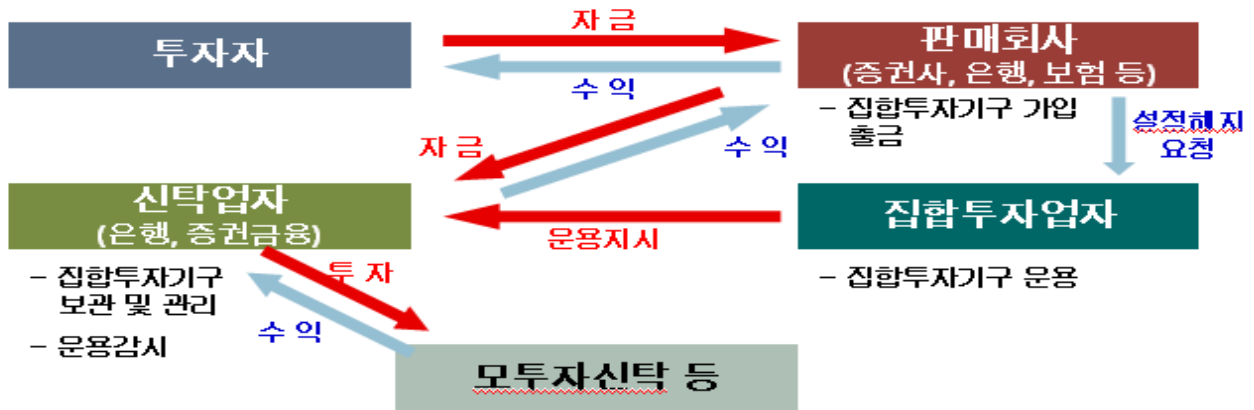 자 금
투자자
판매회사
(증권사, 은행, 보험 등)
수 익
– 집합투자기구 가입
출금
설정해지
요청
자 금
수 익
신탁업자
(은행, 증권금융)
집합투자업자
운용지시
– 집합투자기구
보관 및 관리
– 운용감시
투 자
수 익
– 집합투자기구 운용
모투자신탁 등